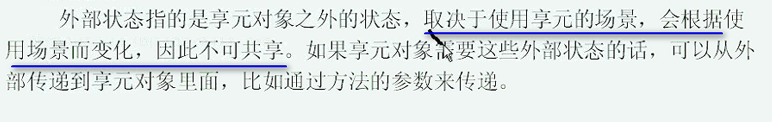 外部状态指的是享元对象之外的状态，取决于使用享元的场景，会根据使
用场景而变化，因此不可共享。如果享元对象需要这些外部状态的话，可以从外
部传递到享元对象里面，比如通过方法的参数来传递。